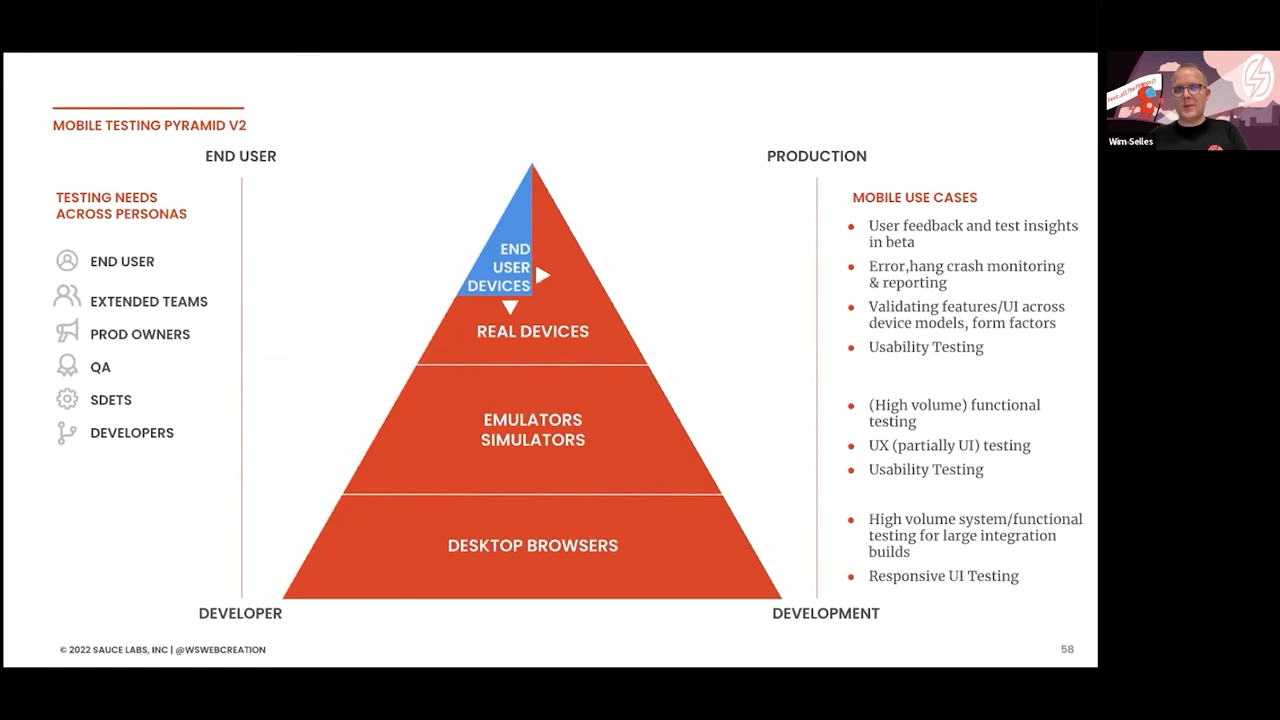 MOBILE TESTING PYRAMID V2
END USER
PRODUCTION
TESTING NEEDS
ACROSS PERSONAS
END USER
EXTENDED TEAMS
PROD OWNERS
QA
SDETS
DEVELOPERS
END
USER
DEVICES
REAL DEVICES
EMULATORS
SIMULATORS
DESKTOP BROWSERS
MOBILE USE CASES
User feedback and test insights
in beta
Error,hang crash monitoring
& reporting
Validating features/UI across
device models, form factors
Usability Testing
(High volume) functional
testing
UX (partially UI) testing
Usability Testing
High volume system/functional
testing for large integration
builds
Responsive UI Testing
DEVELOPER
DEVELOPMENT
© 2022 SAUCE LABS, INC | @WSWEBCREATION
58
Wim Selles